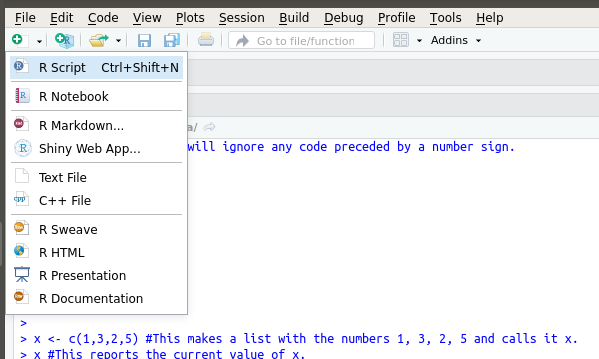 File Edit Code View Plots Session Build Debug Profile Tools Help
Go to file/function Addins
R Script Ctrl+Shift+N
R Notebook
R Markdown...
a/
Shiny Web App...
will ignore any code preceded by a number sign.
Text File
C++ File
R Sweave
R HTML
R Presentation
R Documentation
>
> x <- c(1,3,2,5) #This makes a list with the numbers 1, 3, 2, 5 and calls it x.
> x #This reports the current value of x.